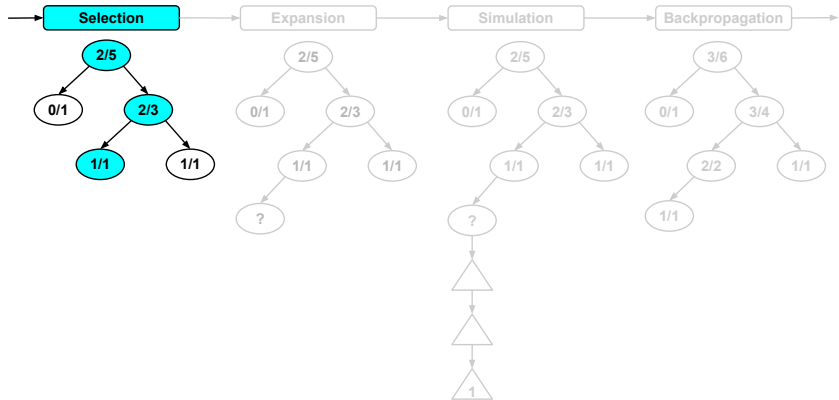 Selection Expansion Simulation Backpropagation
2/5 2/5 2/5 3/6
0/1 2/3 0/1 2/3 0/1 2/3 0/1 3/4
1/1 1/1 1/1 1/1 1/1 1/1 2/2 1/1
? ? 1/1
1